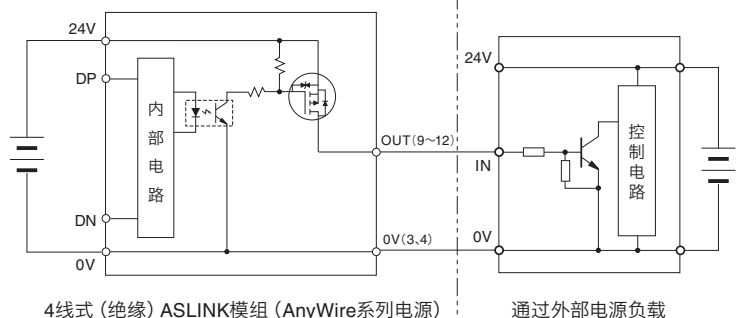 24V
DP
内部电路
DN
0V
OUT(9~12)
0V(3、4)
24V
IN
0V
控制电路
4线式（绝缘）ASLINK模组（AnyWire系列电源）
通过外部电源负载